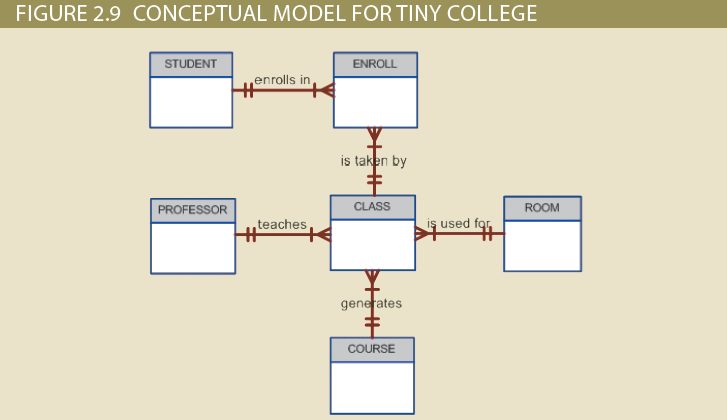 FIGURE 2.9 CONCEPTUAL MODEL FOR TINY COLLEGE
STUDENT
enrolls in
ENROLL
is taken by
PROFESSOR
teaches
CLASS
is used for
ROOM
generates
COURSE